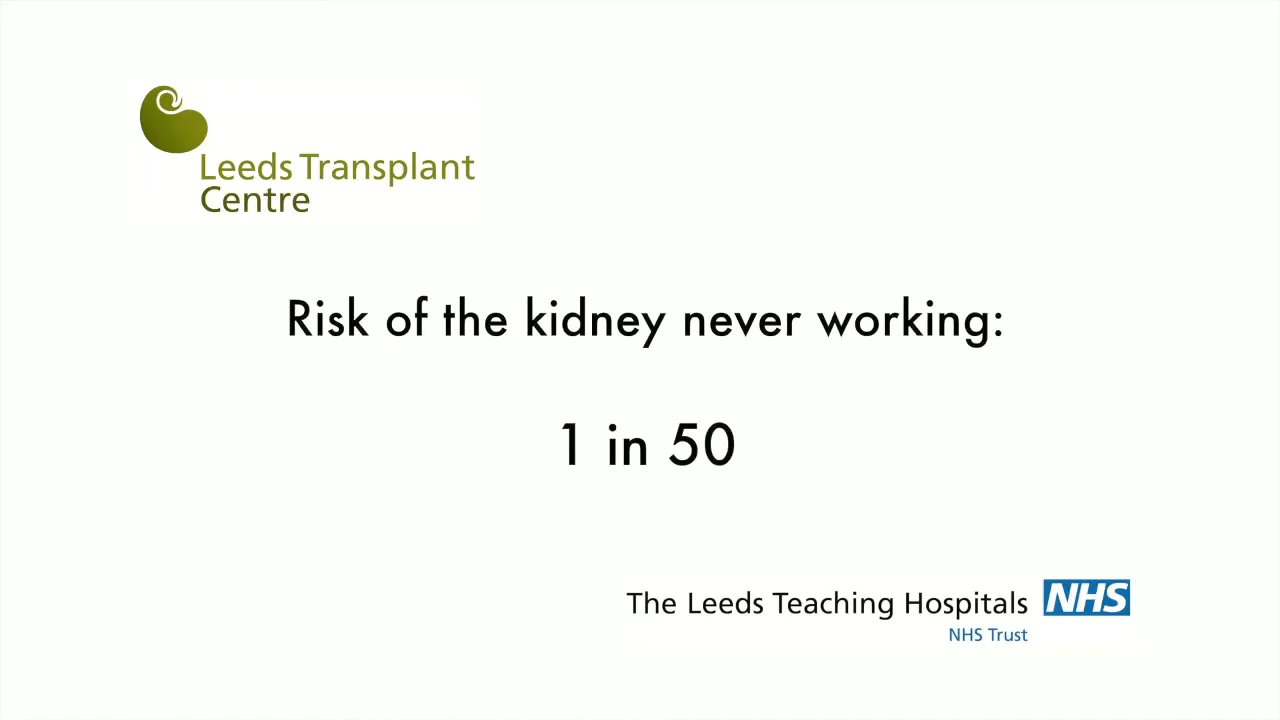 Leeds Transplant
Centre
Risk of the kidney never working:
1 in 50
The Leeds Teaching Hospitals NHS
NHS Trust